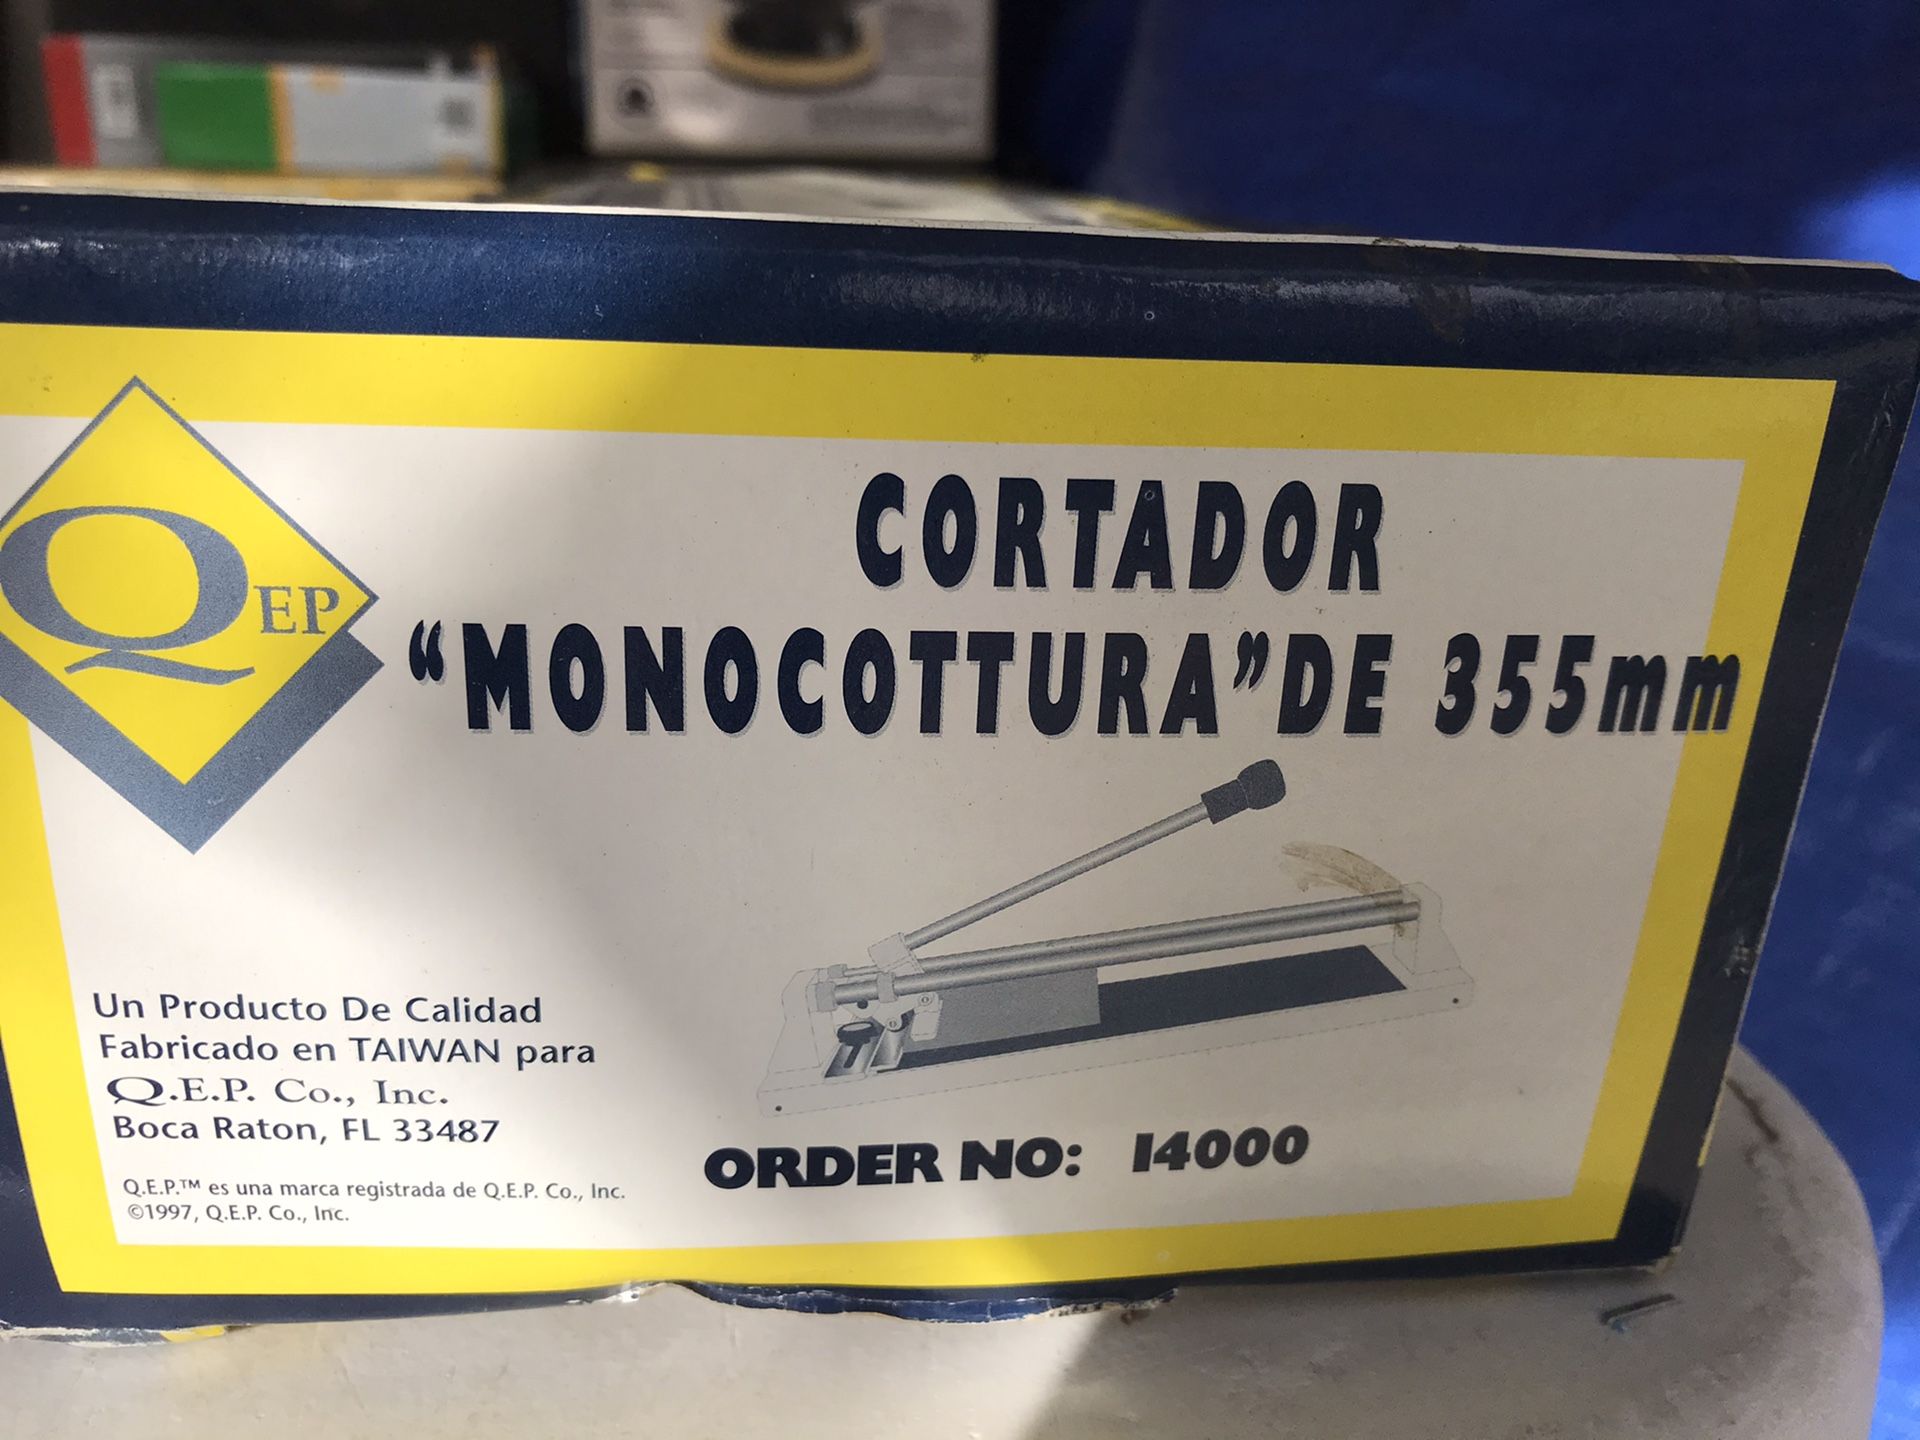 QEP
CORTADOR
“MONOCOTTURA” DE 355mm
Un Producto De Calidad
Fabricado en TAIWAN para
Q.E.P. Co., Inc.
Boca Raton, FL 33487
Q.E.P.™ es una marca registrada de Q.E.P. Co., Inc.
©1997, Q.E.P. Co., Inc.
ORDER NO: 14000